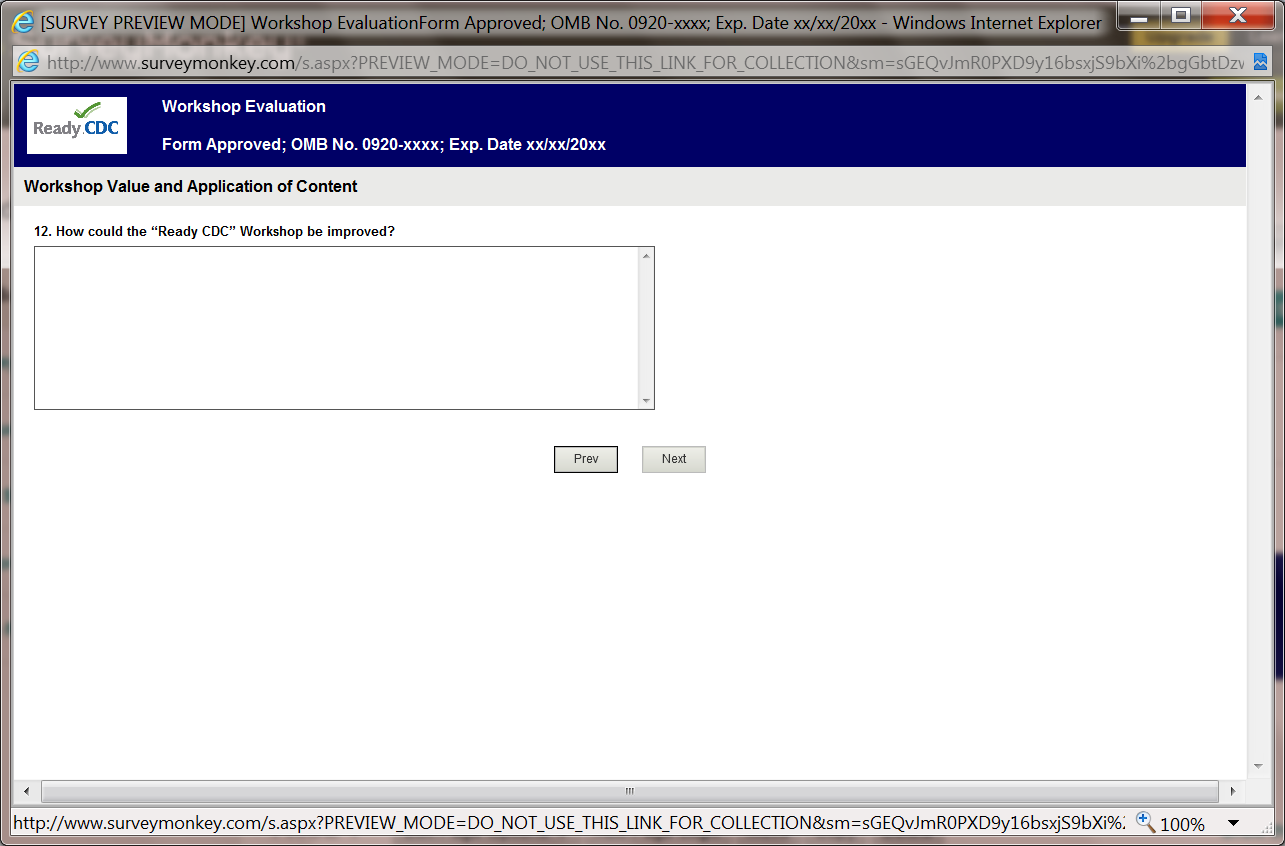 [SURVEY PREVIEW MODE] Workshop EvaluationForm Approved; OMB No. 0920-xxxx; Exp. Date xx/xx/20xx - Windows Internet Explorer
http://www.surveymonkey.com/s.aspx?PREVIEW_MODE=DO_NOT_USE_THIS_LINK_FOR_COLLECTION&sm=sGEQvJmR0PXD9y16bsxjS9bXi%2bgGbtDzv
Ready CDC
Workshop Evaluation
Form Approved; OMB No. 0920-xxxx; Exp. Date xx/xx/20xx
Workshop Value and Application of Content
12. How could the “Ready CDC” Workshop be improved?
Prev Next
http://www.surveymonkey.com/s.aspx?PREVIEW_MODE=DO_NOT_USE_THIS_LINK_FOR_COLLECTION&sm=sGEQvJmR0PXD9y16bsxjS9bXi%2 100%